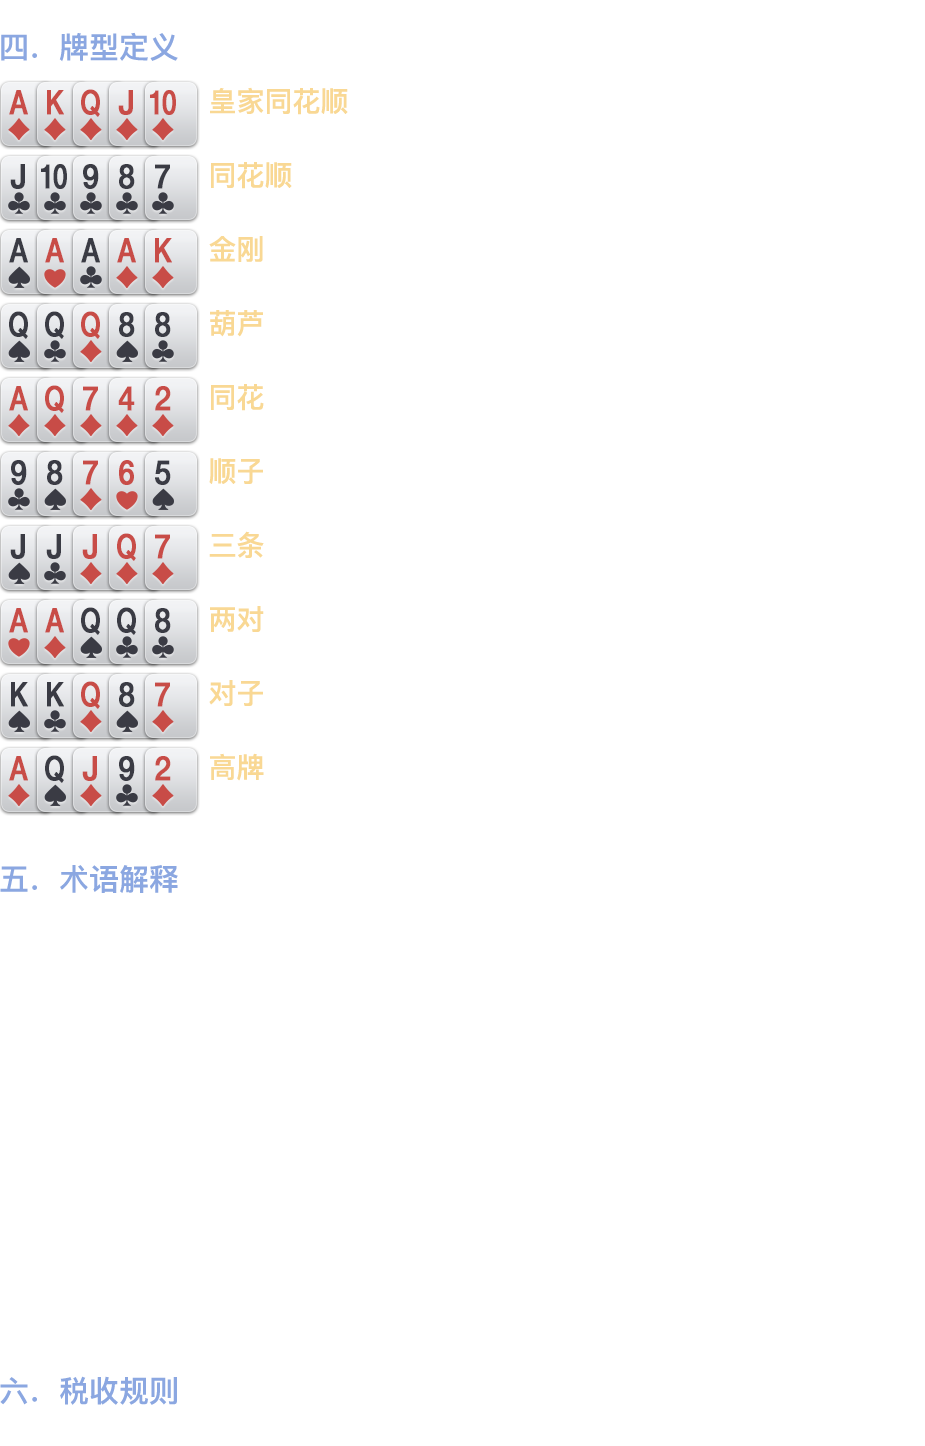 四. 牌型定义
A K Q J 10 皇家同花顺
J 10 9 8 7 同花顺
A A A A K 金刚
Q Q Q 8 8 葫芦
A Q 7 4 2 同花
9 8 7 6 5 顺子
J J J Q 7 三条
A A Q Q 8 两对
K K Q 8 7 对子
A Q J 9 2 高牌
五. 术语解释
六. 税收规则